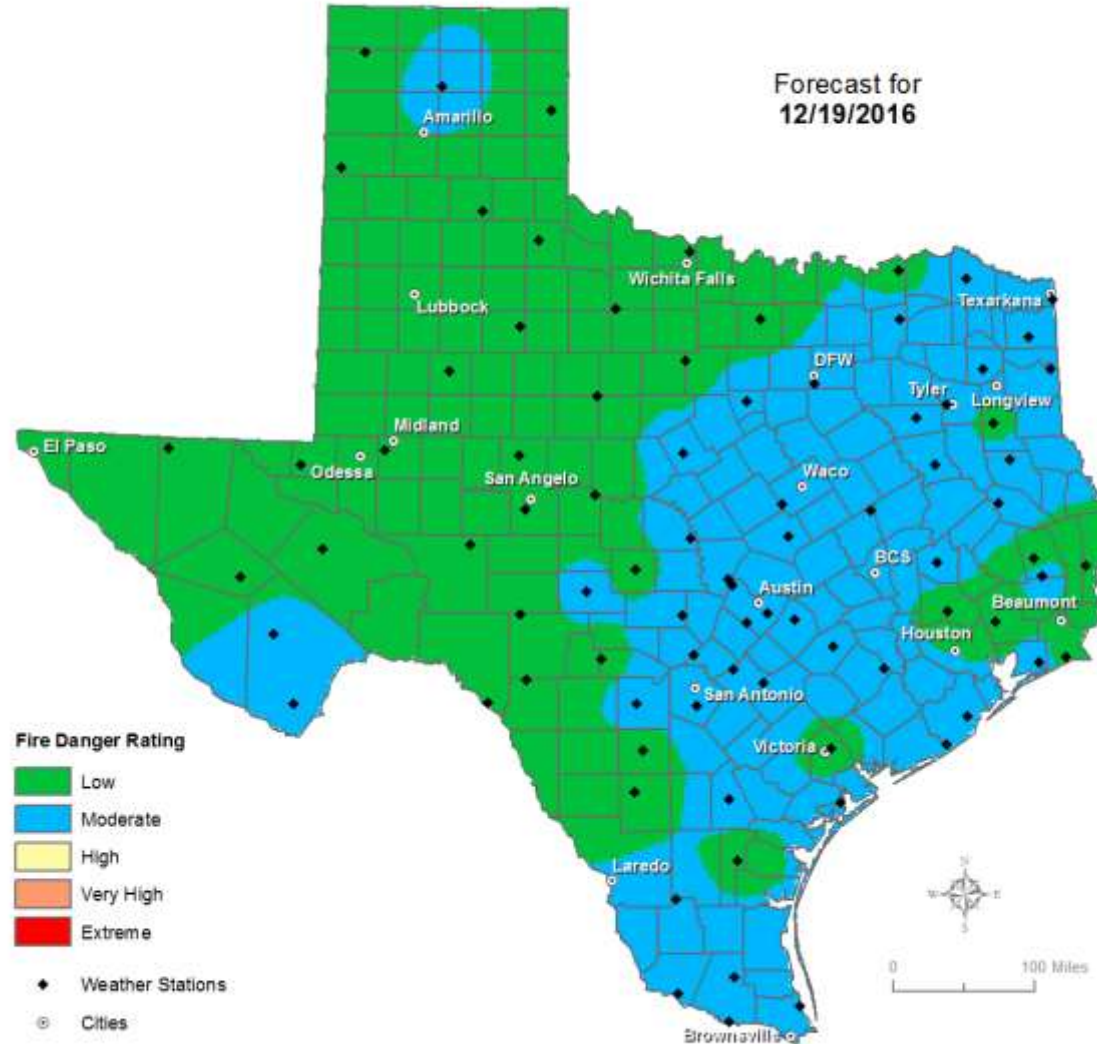 Forecast for
12/19/2016
Amarillo
Wichita Falls
Lubbock
Texarkana
DFW
Tyler
Longview
El Paso
Midland
Odessa
San Angelo
Waco
BCS
Austin
Beaumont
Houston
San Antonio
Victoria
Laredo
Brownsville
Fire Danger Rating
Low
Moderate
High
Very High
Extreme
Weather Stations
Cities
N
W E
S
0 100 Miles